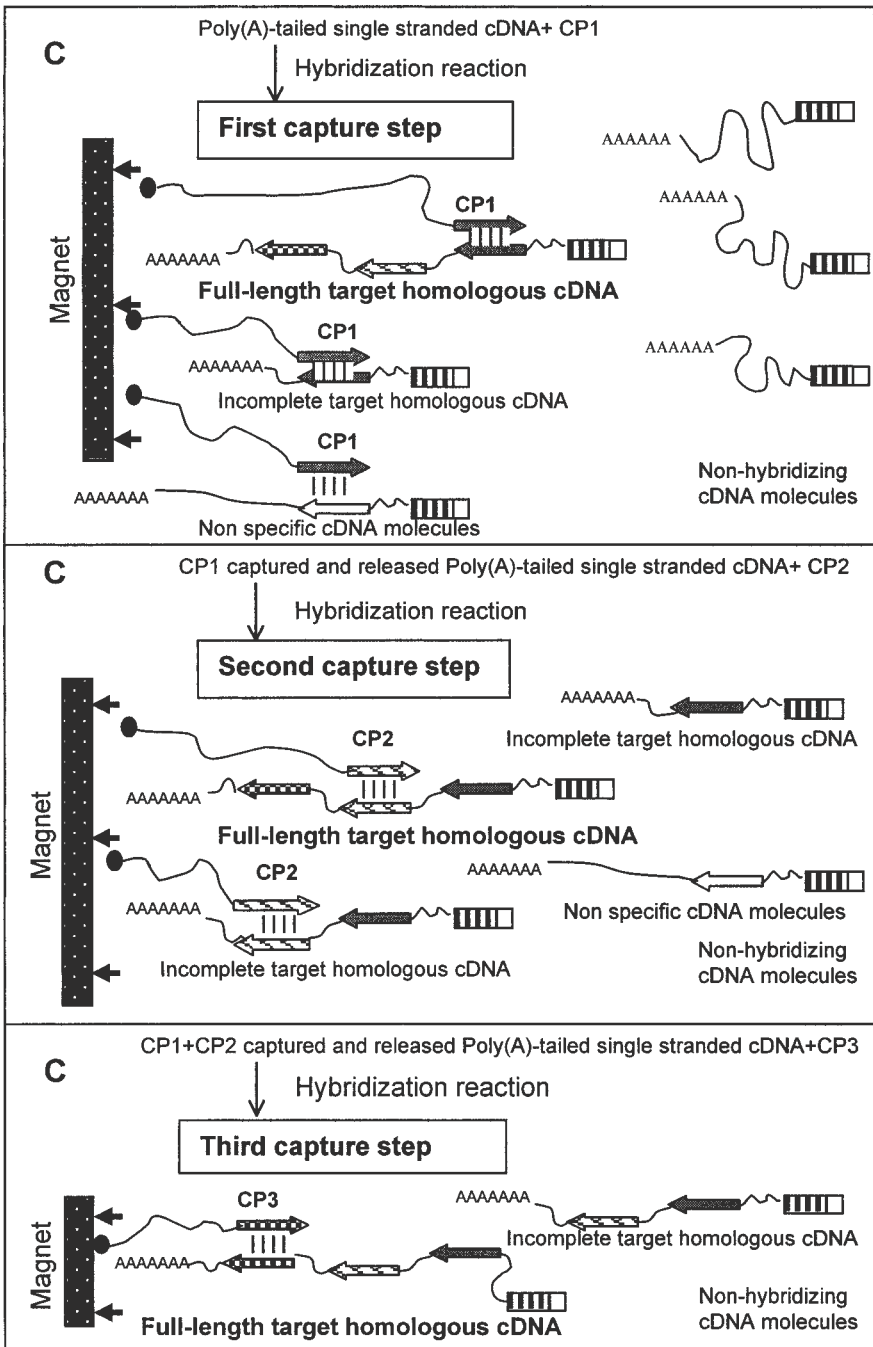 C
Poly(A)-tailed single stranded cDNA+ CP1
Hybridization reaction
First capture step
AAAAAA
AAAAAA
CP1
AAAAAAA
Full-length target homologous cDNA
Magnet
CP1
AAAAAA
AAAAAAA
Incomplete target homologous cDNA
CP1
AAAAAAA
Non specific cDNA molecules
Non-hybridizing
cDNA molecules
C
CP1 captured and released Poly(A)-tailed single stranded cDNA+ CP2
Hybridization reaction
Second capture step
AAAAAAA
Incomplete target homologous cDNA
CP2
AAAAAAA
Full-length target homologous cDNA
Magnet
CP2
AAAAAAA
AAAAAAA
Non specific cDNA molecules
Incomplete target homologous cDNA
Non-hybridizing
cDNA molecules
C
CP1+CP2 captured and released Poly(A)-tailed single stranded cDNA+CP3
Hybridization reaction
Third capture step
CP3
AAAAAAA
Incomplete target homologous cDNA
AAAAAAA
Magnet
Full-length target homologous cDNA
Non-hybridizing
cDNA molecules